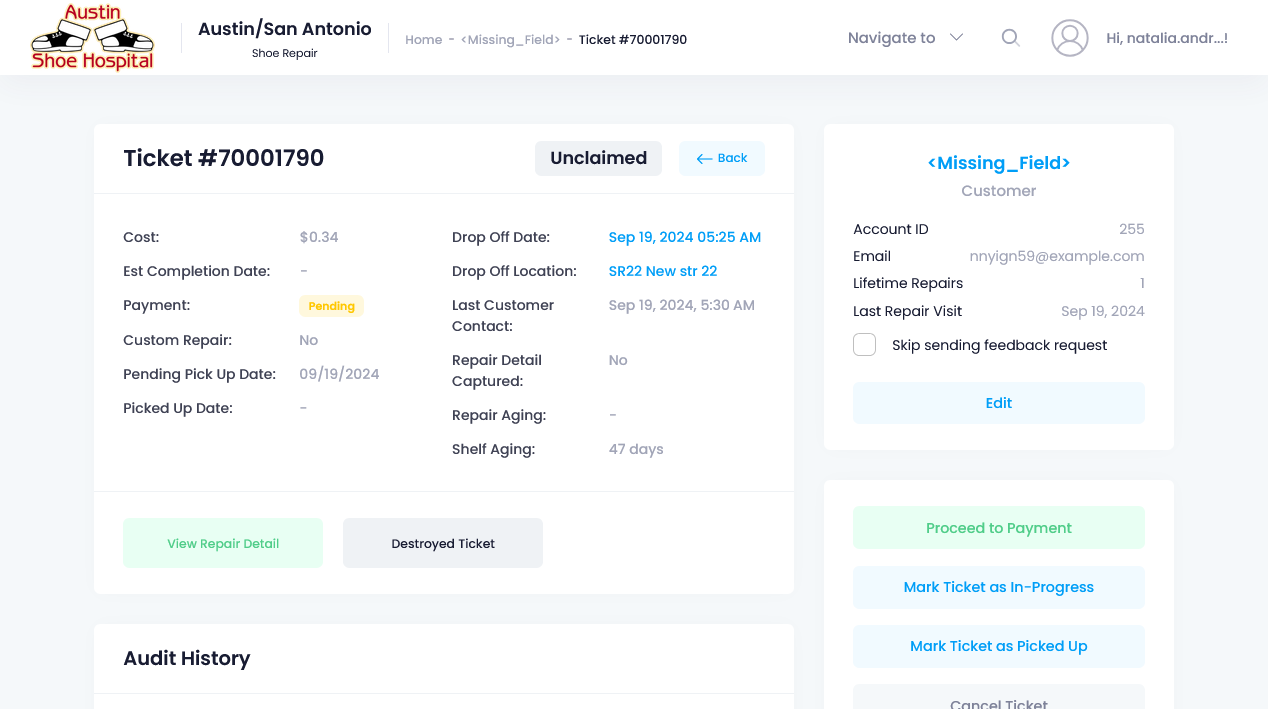 Austin
Shoe Hospital
Austin/San Antonio
Shoe Repair
Home - <Missing_Field> - Ticket #70001790
Navigate to
Hi, natalia.andr...!
Ticket #70001790
Unclaimed
Back
Cost: $0.34
Est Completion Date: -
Payment: Pending
Custom Repair: No
Pending Pick Up Date: 09/19/2024
Picked Up Date: -
Drop Off Date: Sep 19, 2024 05:25 AM
Drop Off Location: SR22 New str 22
Last Customer Sep 19, 2024, 5:30 AM
Contact:
Repair Detail No
Captured:
Repair Aging: -
Shelf Aging: 47 days
View Repair Detail
Destroyed Ticket
Audit History
<Missing_Field>
Customer
Account ID 255
Email nnyign59@example.com
Lifetime Repairs 1
Last Repair Visit Sep 19, 2024
Skip sending feedback request
Edit
Proceed to Payment
Mark Ticket as In-Progress
Mark Ticket as Picked Up
Cancel Ticket